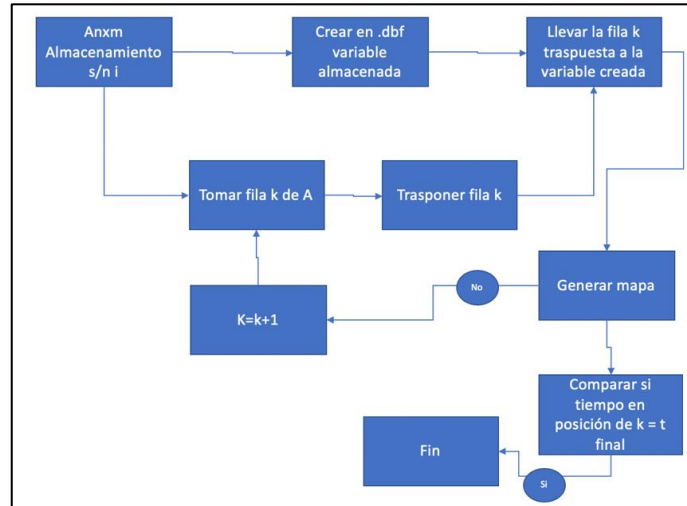 Anxm
Almacenamiento
s/n i
Crear en .dbf
variable
almacenada
Llevar la fila k
traspuesta a la
variable creada
Tomar fila k de A
Trasponer fila k
Generar mapa
No
K=k+1
Comparar si
tiempo en
posición de k = t
final
Fin
Si